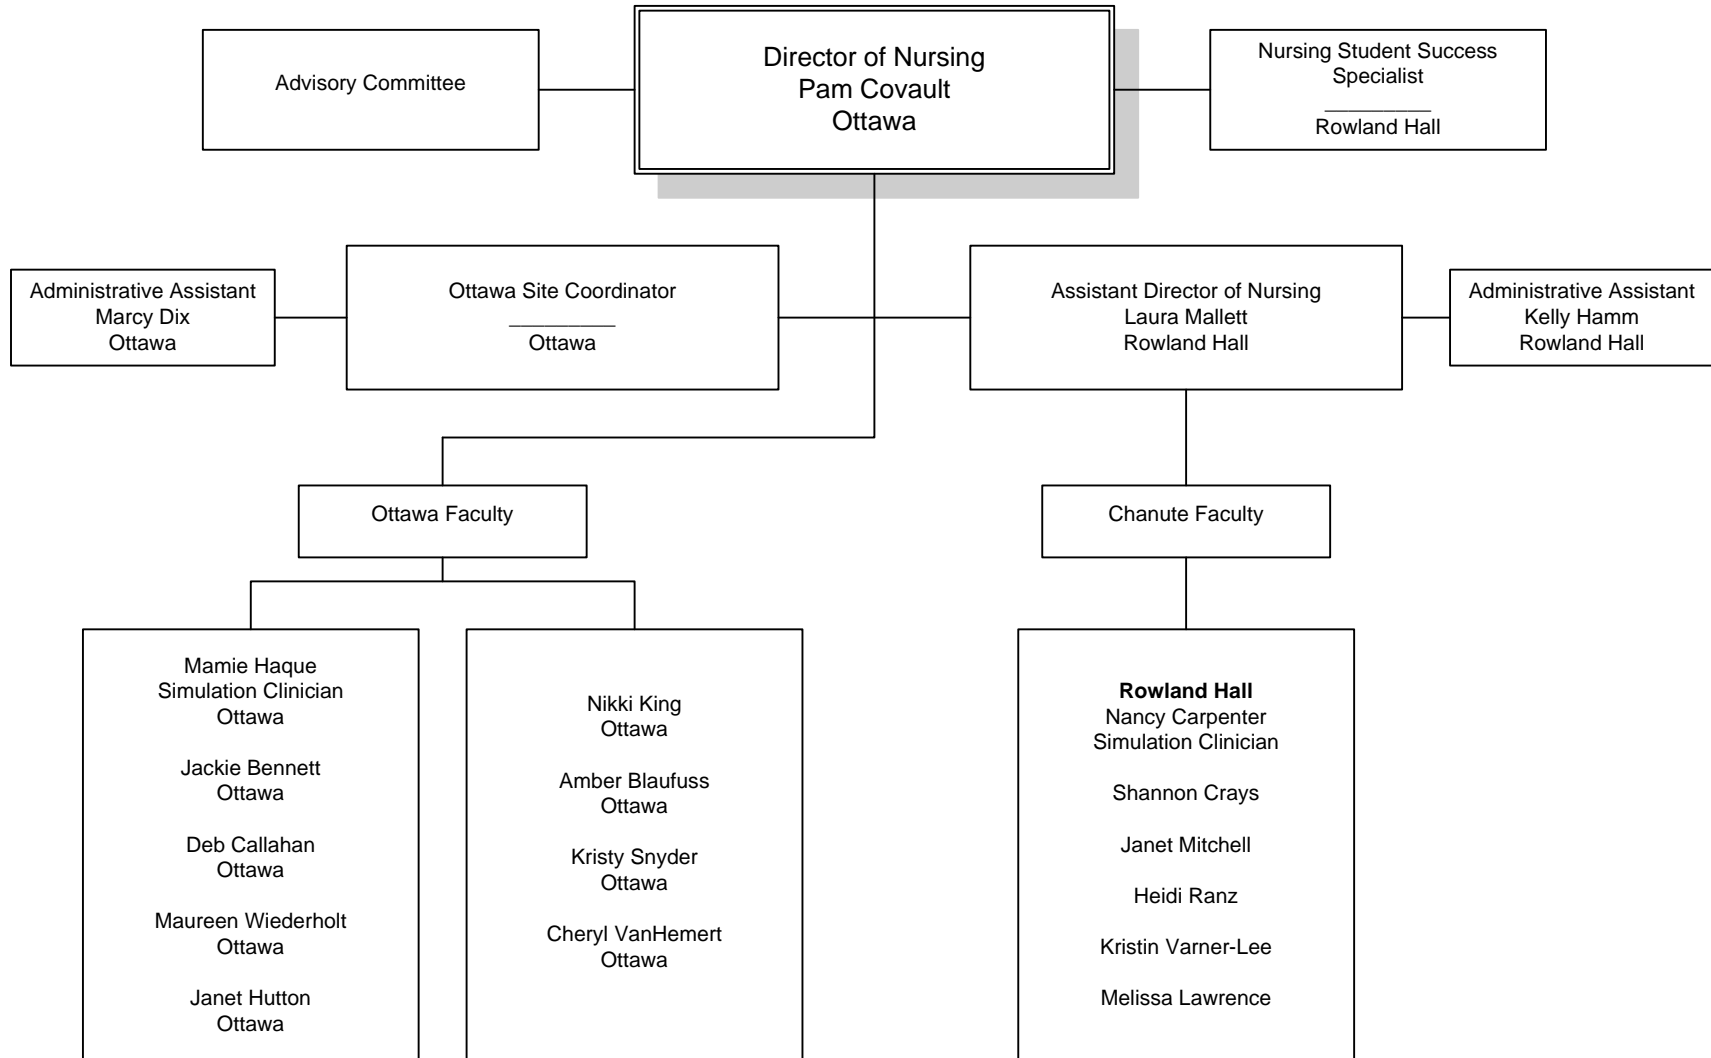 Advisory Committee
Director of Nursing
Pam Covault
Ottawa
Nursing Student Success
Specialist
_________
Rowland Hall
Administrative Assistant
Marcy Dix
Ottawa
Ottawa Site Coordinator
_________
Ottawa
Assistant Director of Nursing
Laura Mallett
Rowland Hall
Administrative Assistant
Kelly Hamm
Rowland Hall
Ottawa Faculty
Chanute Faculty
Mamie Haque
Simulation Clinician
Ottawa
Jackie Bennett
Ottawa
Deb Callahan
Ottawa
Maureen Wiederholt
Ottawa
Janet Hutton
Ottawa
Nikki King
Ottawa
Amber Blaufuss
Ottawa
Kristy Snyder
Ottawa
Cheryl VanHemert
Ottawa
Rowland Hall
Nancy Carpenter
Simulation Clinician
Shannon Crays
Janet Mitchell
Heidi Ranz
Kristin Varner-Lee
Melissa Lawrence